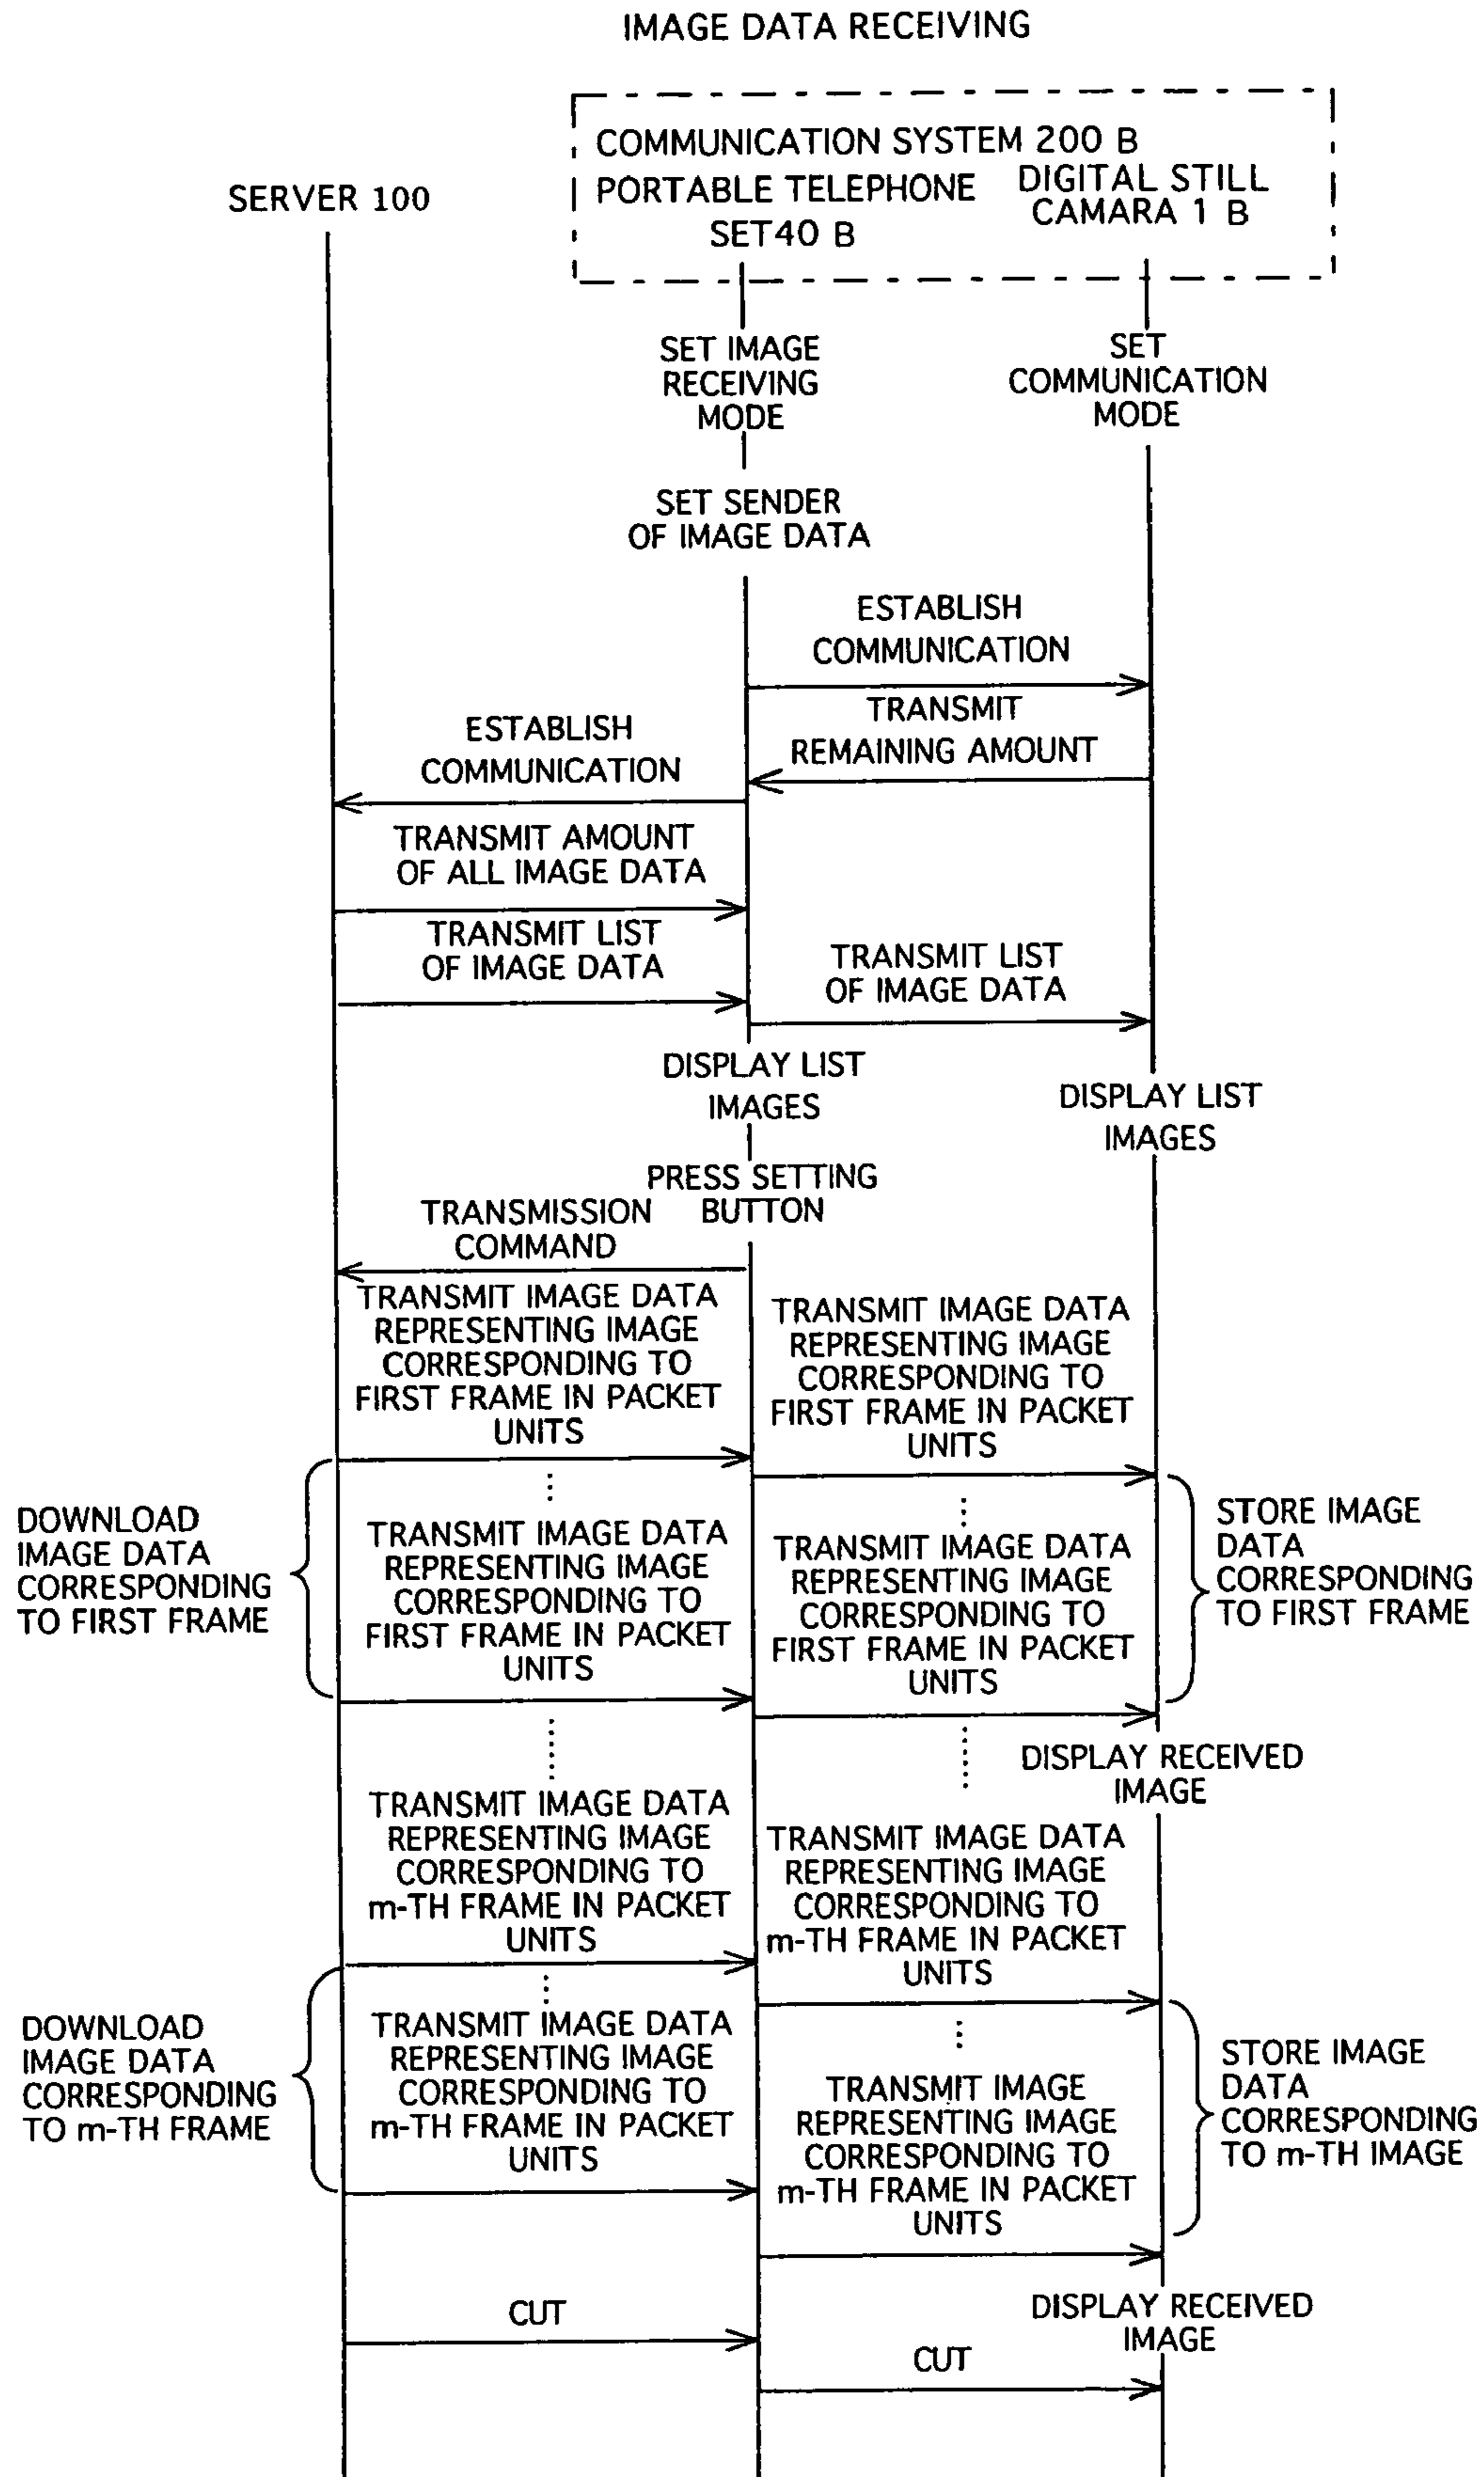 IMAGE DATA RECEIVING
COMMUNICATION SYSTEM 200 B
SERVER 100
PORTABLE TELEPHONE
SET40 B
DIGITAL STILL
CAMARA 1 B
SET IMAGE
RECEIVING
MODE
SET
COMMUNICATION
MODE
SET SENDER
OF IMAGE DATA
ESTABLISH
COMMUNICATION
TRANSMIT
REMAINING AMOUNT
ESTABLISH
COMMUNICATION
TRANSMIT AMOUNT
OF ALL IMAGE DATA
TRANSMIT LIST
OF IMAGE DATA
TRANSMIT LIST
OF IMAGE DATA
DISPLAY LIST
IMAGES
DISPLAY LIST
IMAGES
PRESS SETTING
BUTTON
TRANSMISSION
COMMAND
TRANSMIT IMAGE DATA
REPRESENTING IMAGE
CORRESPONDING TO
FIRST FRAME IN PACKET
UNITS
TRANSMIT IMAGE DATA
REPRESENTING IMAGE
CORRESPONDING TO
FIRST FRAME IN PACKET
UNITS
DOWNLOAD
IMAGE DATA
CORRESPONDING
TO FIRST FRAME
TRANSMIT IMAGE DATA
REPRESENTING IMAGE
CORRESPONDING TO
FIRST FRAME IN PACKET
UNITS
TRANSMIT IMAGE DATA
REPRESENTING IMAGE
CORRESPONDING TO
FIRST FRAME IN PACKET
UNITS
STORE IMAGE
DATA
CORRESPONDING
TO FIRST FRAME
DISPLAY RECEIVED
IMAGE
TRANSMIT IMAGE DATA
REPRESENTING IMAGE
CORRESPONDING TO
m-TH FRAME IN PACKET
UNITS
TRANSMIT IMAGE DATA
REPRESENTING IMAGE
CORRESPONDING TO
m-TH FRAME IN PACKET
UNITS
DOWNLOAD
IMAGE DATA
CORRESPONDING
TO m-TH FRAME
TRANSMIT IMAGE DATA
REPRESENTING IMAGE
CORRESPONDING TO
m-TH FRAME IN PACKET
UNITS
TRANSMIT IMAGE
REPRESENTING IMAGE
CORRESPONDING TO
m-TH FRAME IN PACKET
UNITS
STORE IMAGE
DATA
CORRESPONDING
TO m-TH IMAGE
CUT
DISPLAY RECEIVED
IMAGE
CUT